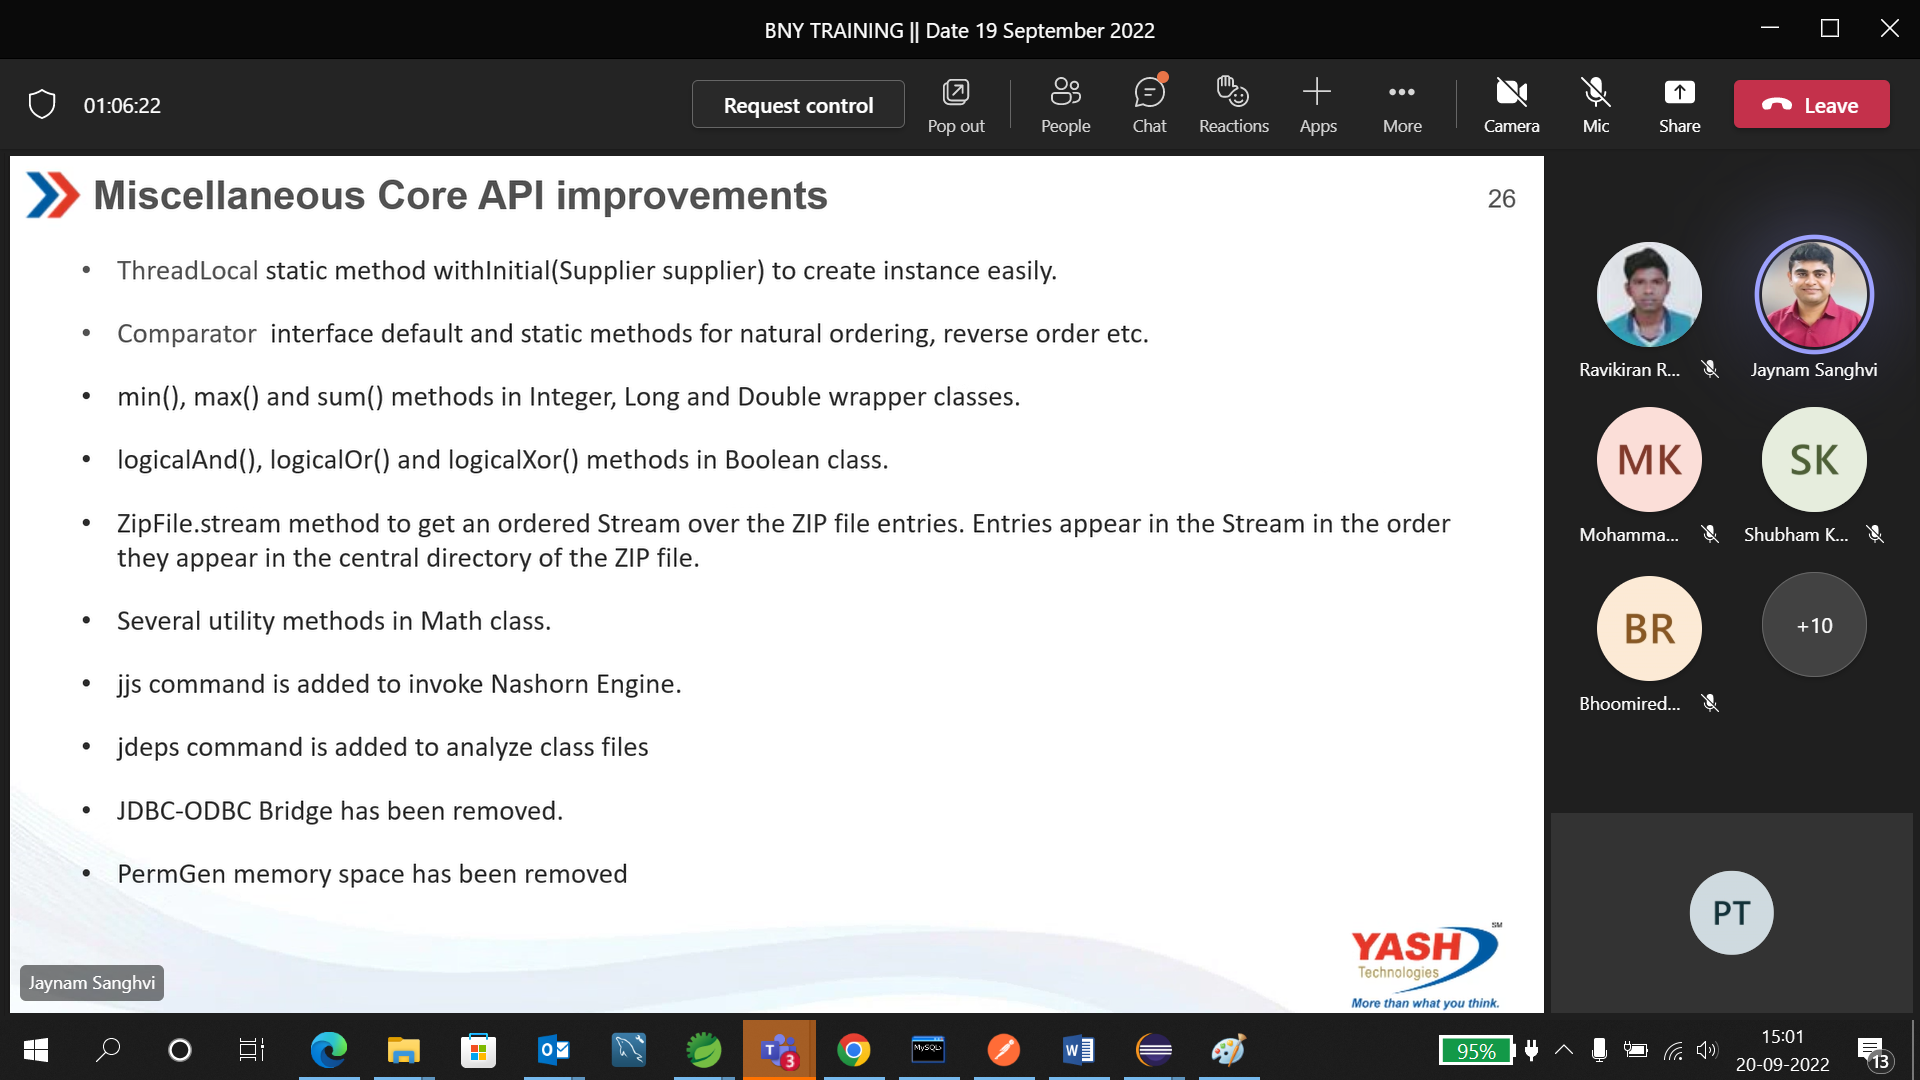 BNY TRAINING || Date 19 September 2022
01:06:22
Request control
Pop out
People
Chat
Reactions
Apps
More
Camera
Mic
Share
Leave
Miscellaneous Core API improvements
26
• ThreadLocal static method withInitial(Supplier supplier) to create instance easily.
• Comparator interface default and static methods for natural ordering, reverse order etc.
• min(), max() and sum() methods in Integer, Long and Double wrapper classes.
• logicalAnd(), logicalOr() and logicalXor() methods in Boolean class.
• ZipFile.stream method to get an ordered Stream over the ZIP file entries. Entries appear in the Stream in the order
they appear in the central directory of the ZIP file.
• Several utility methods in Math class.
• jjs command is added to invoke Nashorn Engine.
• jdeps command is added to analyze class files
• JDBC-ODBC Bridge has been removed.
• PermGen memory space has been removed
YASH
SM
Technologies
More than what you think.
Jaynam Sanghvi
Ravikiran R...
Jaynam Sanghvi
MK
SK
Mohamma...
Shubham K...
BR
+10
Bhoomired...
PT
MySQL
3
95%
15:01
20-09-2022
13